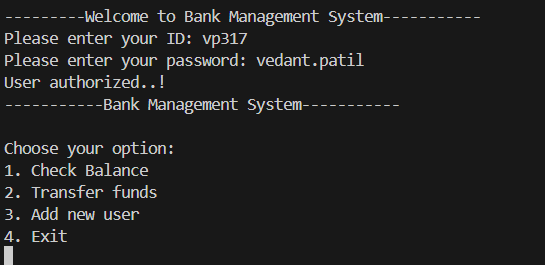 ---------Welcome to Bank Management System-----------
Please enter your ID: vp317
Please enter your password: vedant.patil
User authorized..!
-----------Bank Management System-----------
Choose your option:
1. Check Balance
2. Transfer funds
3. Add new user
4. Exit